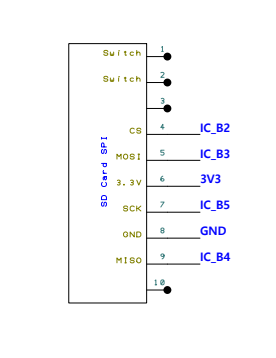 Switch 1
Switch 2
3
CS 4 IC_B2
MOSI 5 IC_B3
3.3V 6 3V3
SCK 7 IC_B5
GND 8 GND
MISO 9 IC_B4
10
SD Card SPI